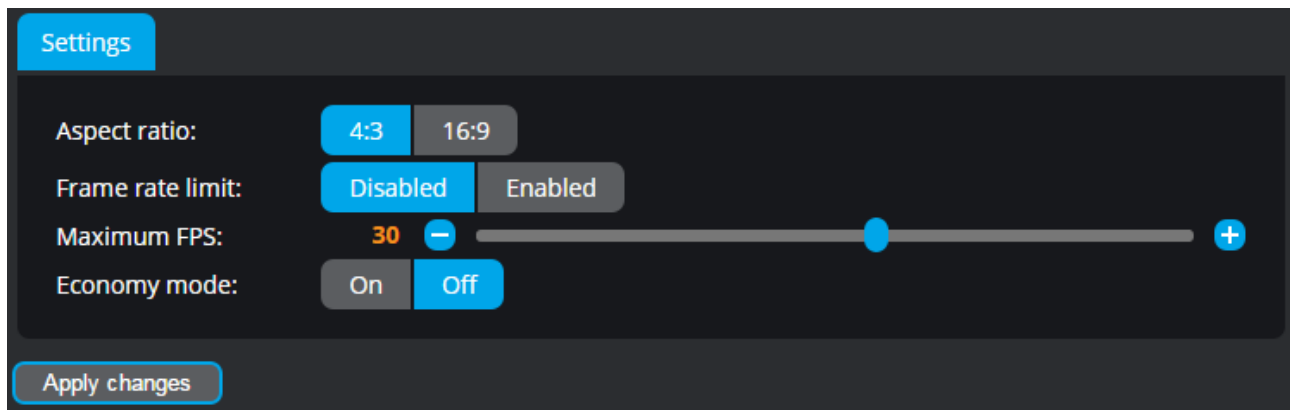 Settings
Aspect ratio: 4:3 16:9
Frame rate limit: Disabled Enabled
Maximum FPS: 30
Economy mode: On Off
Apply changes